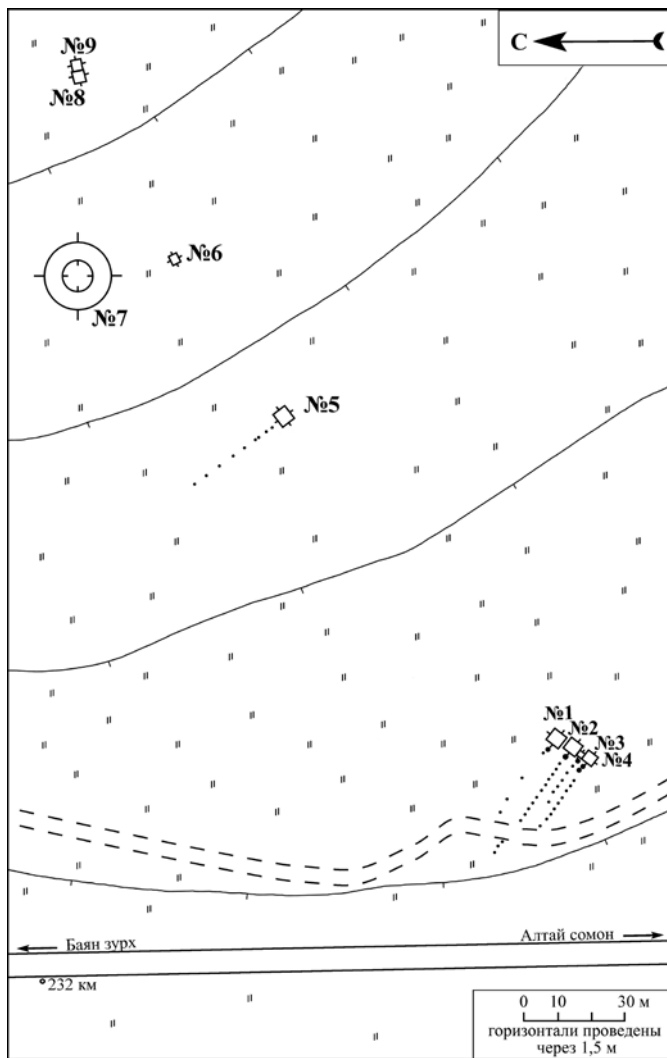 С
№9
№8
№6
№7
№5
№1
№2
№3
№4
Баян зурх
Алтай сомон
232 км
0 10 30 м
горизонтали проведены
через 1,5 м